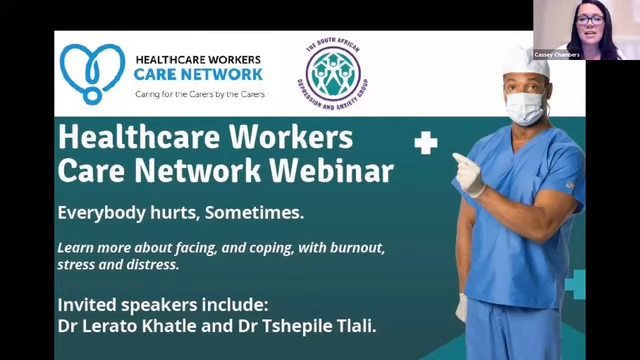 HEALTHCARE WORKERS
CARE NETWORK
Caring for the Carers by the Carers
THE SOUTH AFRICAN
DEPRESSION AND ANXIETY GROUP
Cassey Chambers
Healthcare Workers
Care Network Webinar
Everybody hurts, Sometimes.
Learn more about facing, and coping, with burnout,
stress and distress.
Invited speakers include:
Dr Lerato Khatle and Dr Tshepile Tlali.